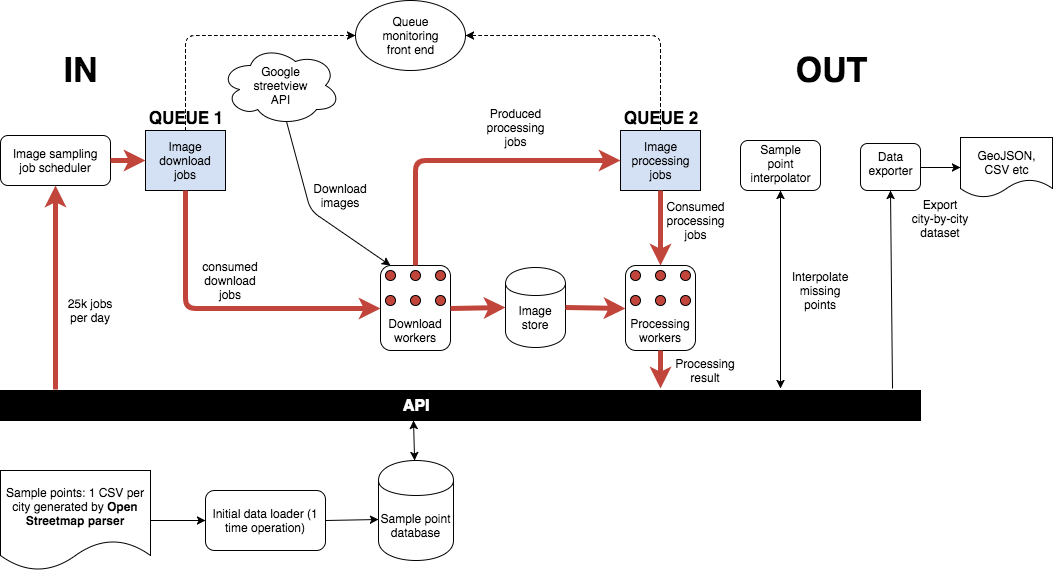 Queue
monitoring
front end
IN
OUT
Google
streetview
API
QUEUE 1
Image
download
jobs
Image sampling
job scheduler
Produced
processing
jobs
QUEUE 2
Image
processing
jobs
Sample
point
interpolator
Data
exporter
GeoJSON,
CSV etc
Download
images
Consumed
processing
jobs
Export
city-by-city
dataset
consumed
download
jobs
25k jobs
per day
Download
workers
Image
store
Processing
workers
Interpolate
missing
points
Processing
result
API
Sample points: 1 CSV per
city generated by Open
Streetmap parser
Initial data loader (1
time operation)
Sample point
database